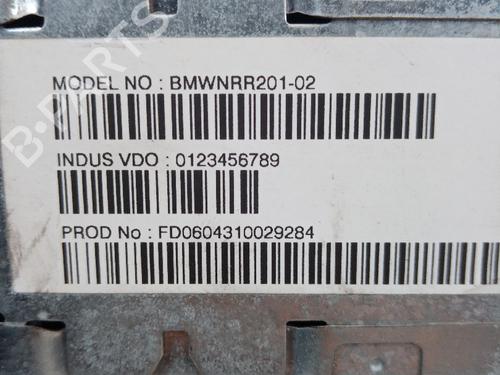 B-PARTS
MODEL NO : BMWNRR201-02
INDUS VDO : 0123456789
PROD No : FD0604310029284